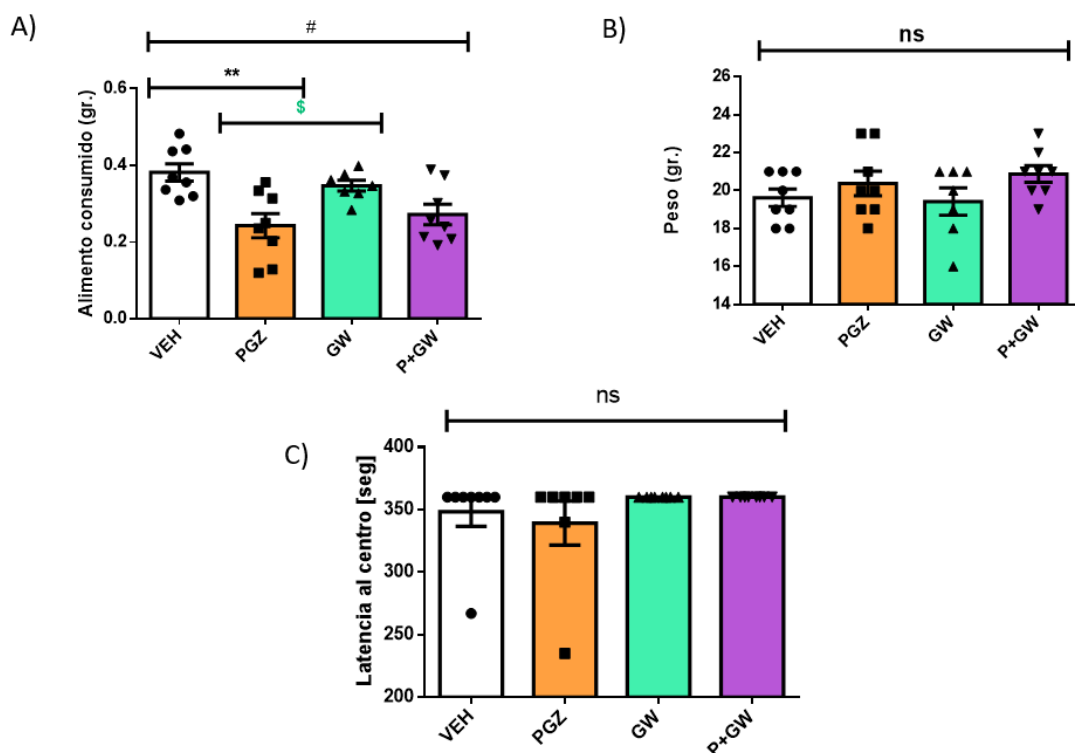 A)
#
**
$
Alimento consumido (gr.)
0.6
0.4
0.2
0.0
VEH
PGZ
GW
P+GW
B)
ns
Peso (gr.)
26
24
22
20
18
16
14
VEH
PGZ
GW
P+GW
C)
ns
Latencia al centro [seg]
400
350
300
250
200
VEH
PGZ
GW
P+GW